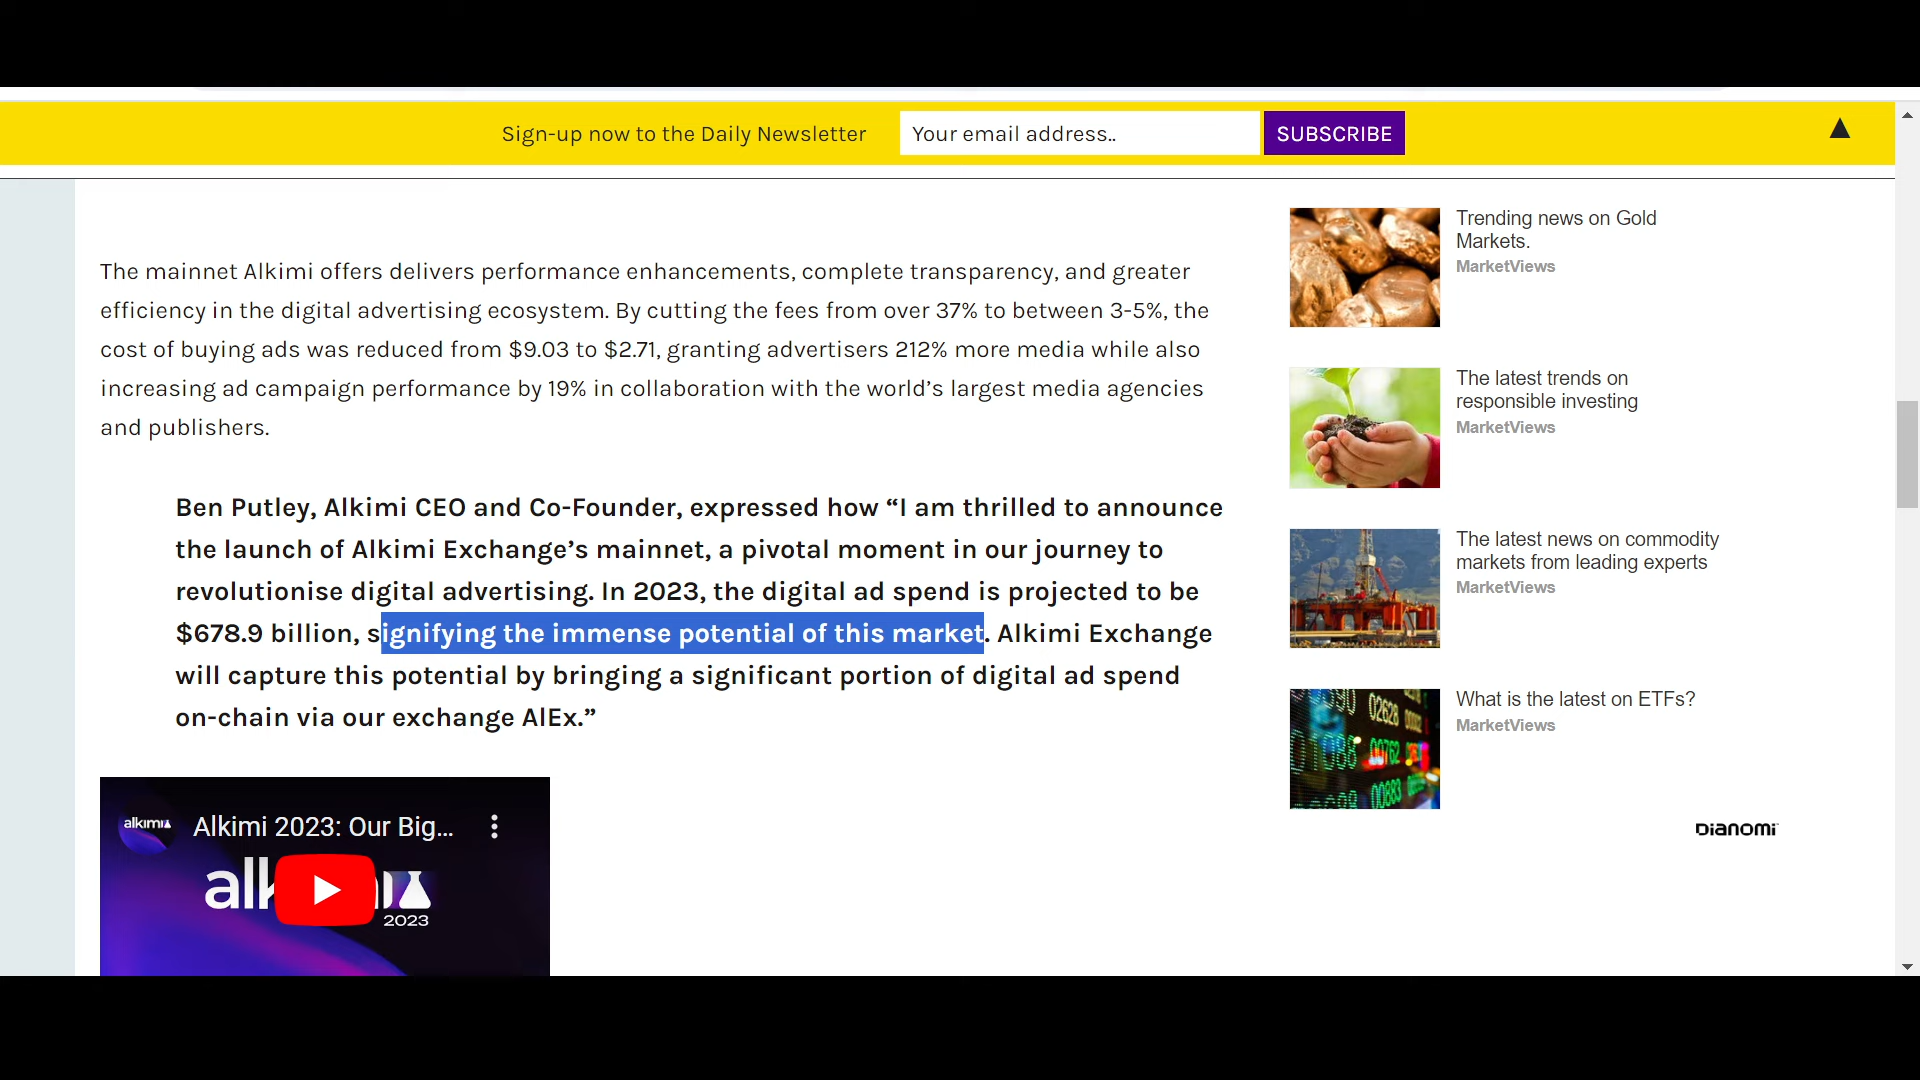 Sign-up now to the Daily Newsletter
Your email address..
SUBSCRIBE
The mainnet Alkimi offers delivers performance enhancements, complete transparency, and greater
efficiency in the digital advertising ecosystem. By cutting the fees from over 37% to between 3-5%, the
cost of buying ads was reduced from $9.03 to $2.71, granting advertisers 212% more media while also
increasing ad campaign performance by 19% in collaboration with the world’s largest media agencies
and publishers.
Ben Putley, Alkimi CEO and Co-Founder, expressed how “I am thrilled to announce
the launch of Alkimi Exchange’s mainnet, a pivotal moment in our journey to
revolutionise digital advertising. In 2023, the digital ad spend is projected to be
$678.9 billion, signifying the immense potential of this market. Alkimi Exchange
will capture this potential by bringing a significant portion of digital ad spend
on-chain via our exchange AlEx.”
alkimi
Alkimi 2023: Our Big...
2023
Trending news on Gold
Markets.
MarketViews
The latest trends on
responsible investing
MarketViews
The latest news on commodity
markets from leading experts
MarketViews
02628
00762
00883
What is the latest on ETFs?
MarketViews
DIANOMI